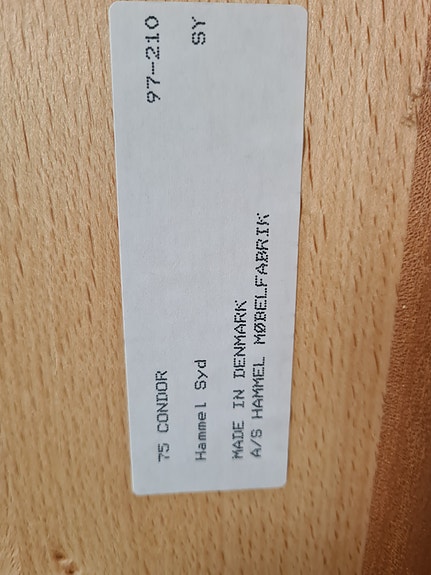 75 CONDOR 97-210
Hammel Syd SY
MADE IN DENMARK
A/S HAMMEL MØBELFABRIK